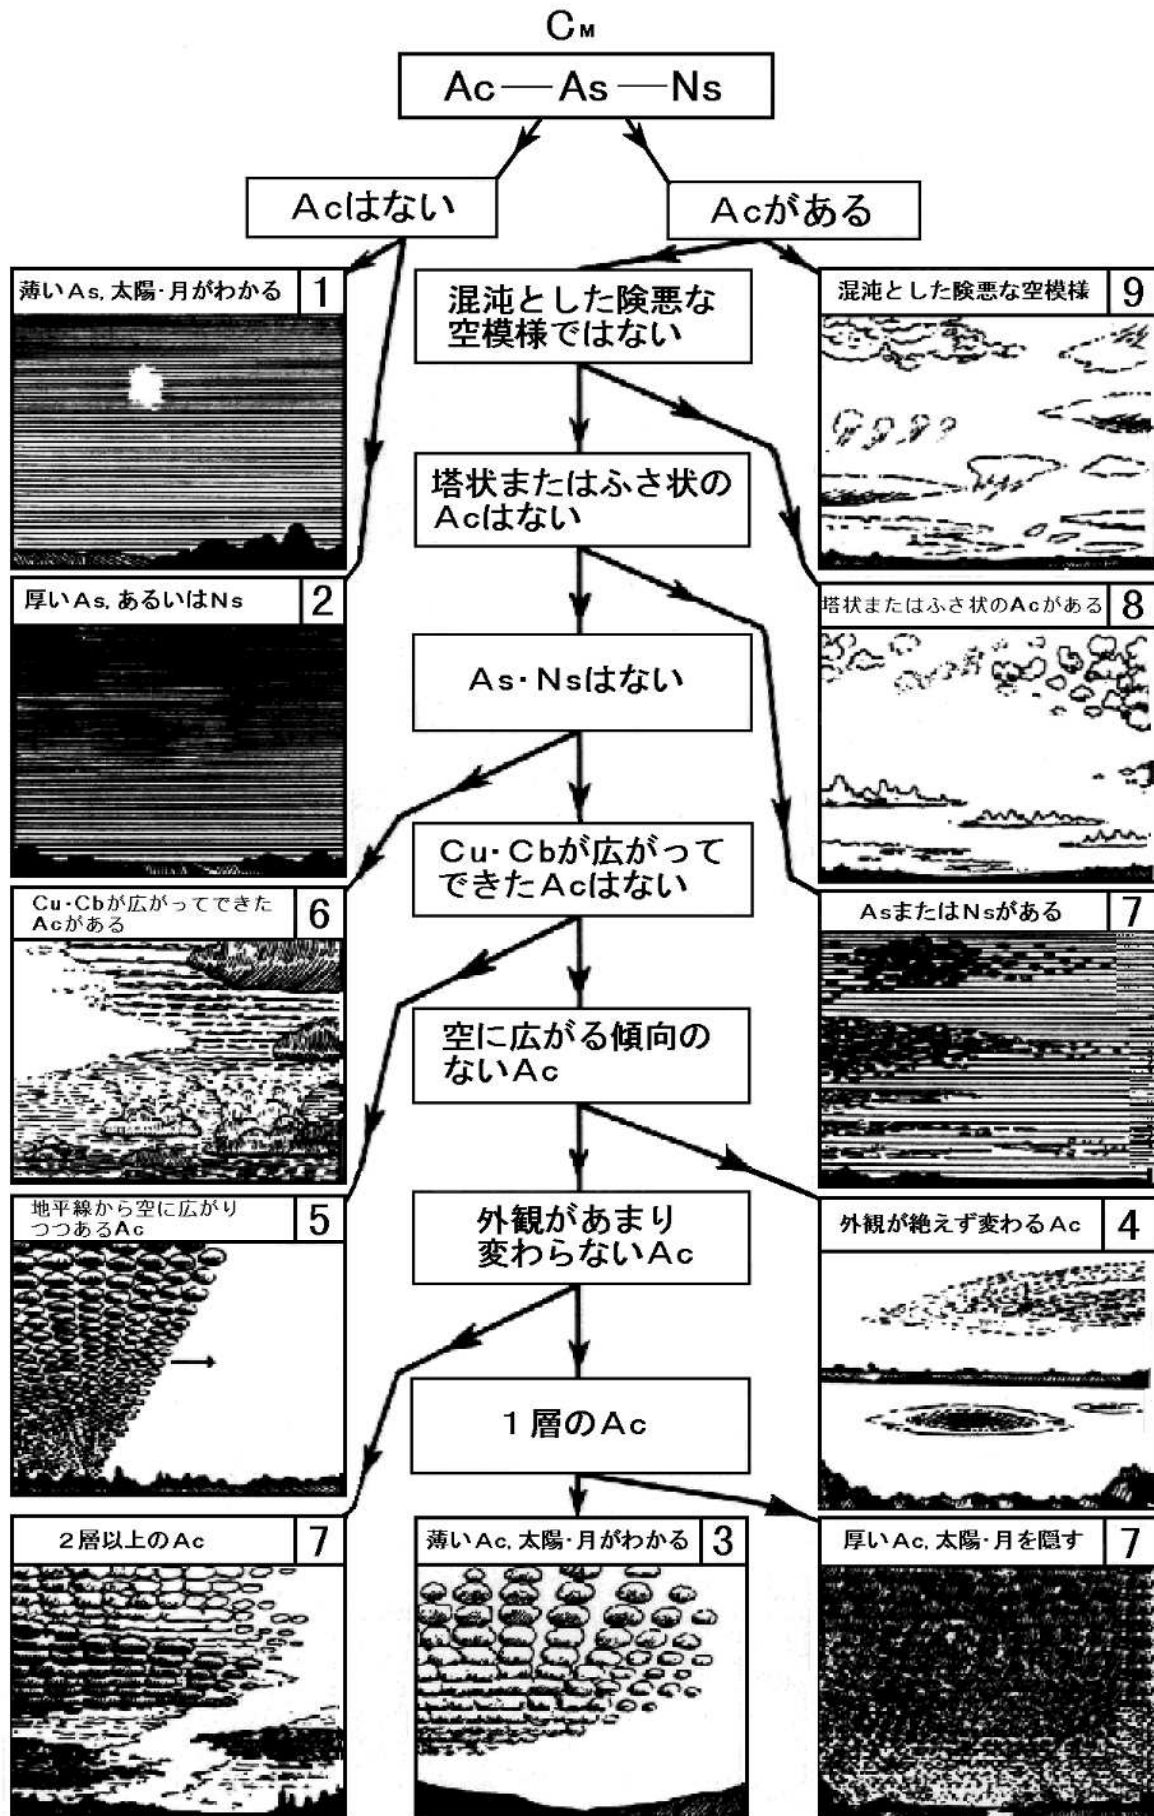 CM
Ac—As—Ns
Acはない
Acがある
薄いAs,太陽・月がわかる 1
混沌とした険悪な
空模様ではない
混沌とした険悪な空模様 9
塔状またはふさ状の
Acはない
厚いAs,あるいはNs 2
塔状またはふさ状のAcがある 8
As・Nsはない
Cu・Cbが広がって
できたAcはない
Cu・Cbが広がってできた
Acがある 6
AsまたはNsがある 7
空に広がる傾向の
ないAc
地平線から空に広がり
つつあるAc 5
外観があまり
変わらないAc
外観が絶えず変わるAc 4
1層のAc
2層以上のAc 7
薄いAc,太陽・月がわかる 3
厚いAc,太陽・月を隠す 7